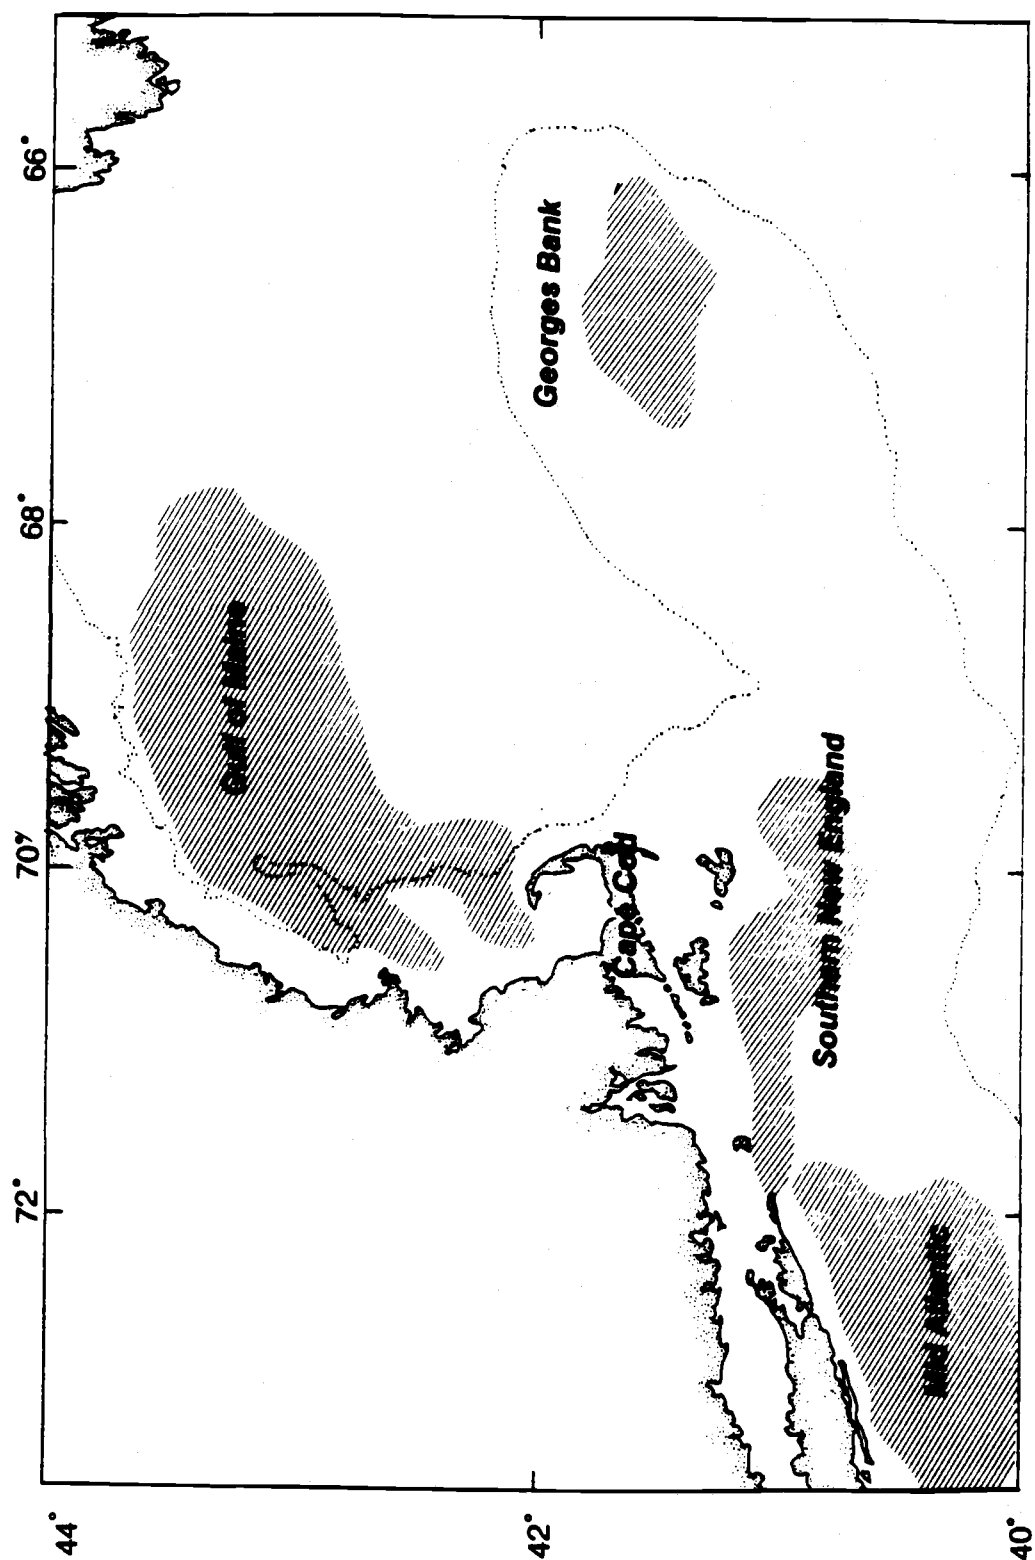 44°
42°
40°
72°
70°
68°
66°
Gulf of Maine
Georges Bank
Cape Cod
Southern New England
Mid Atlantic